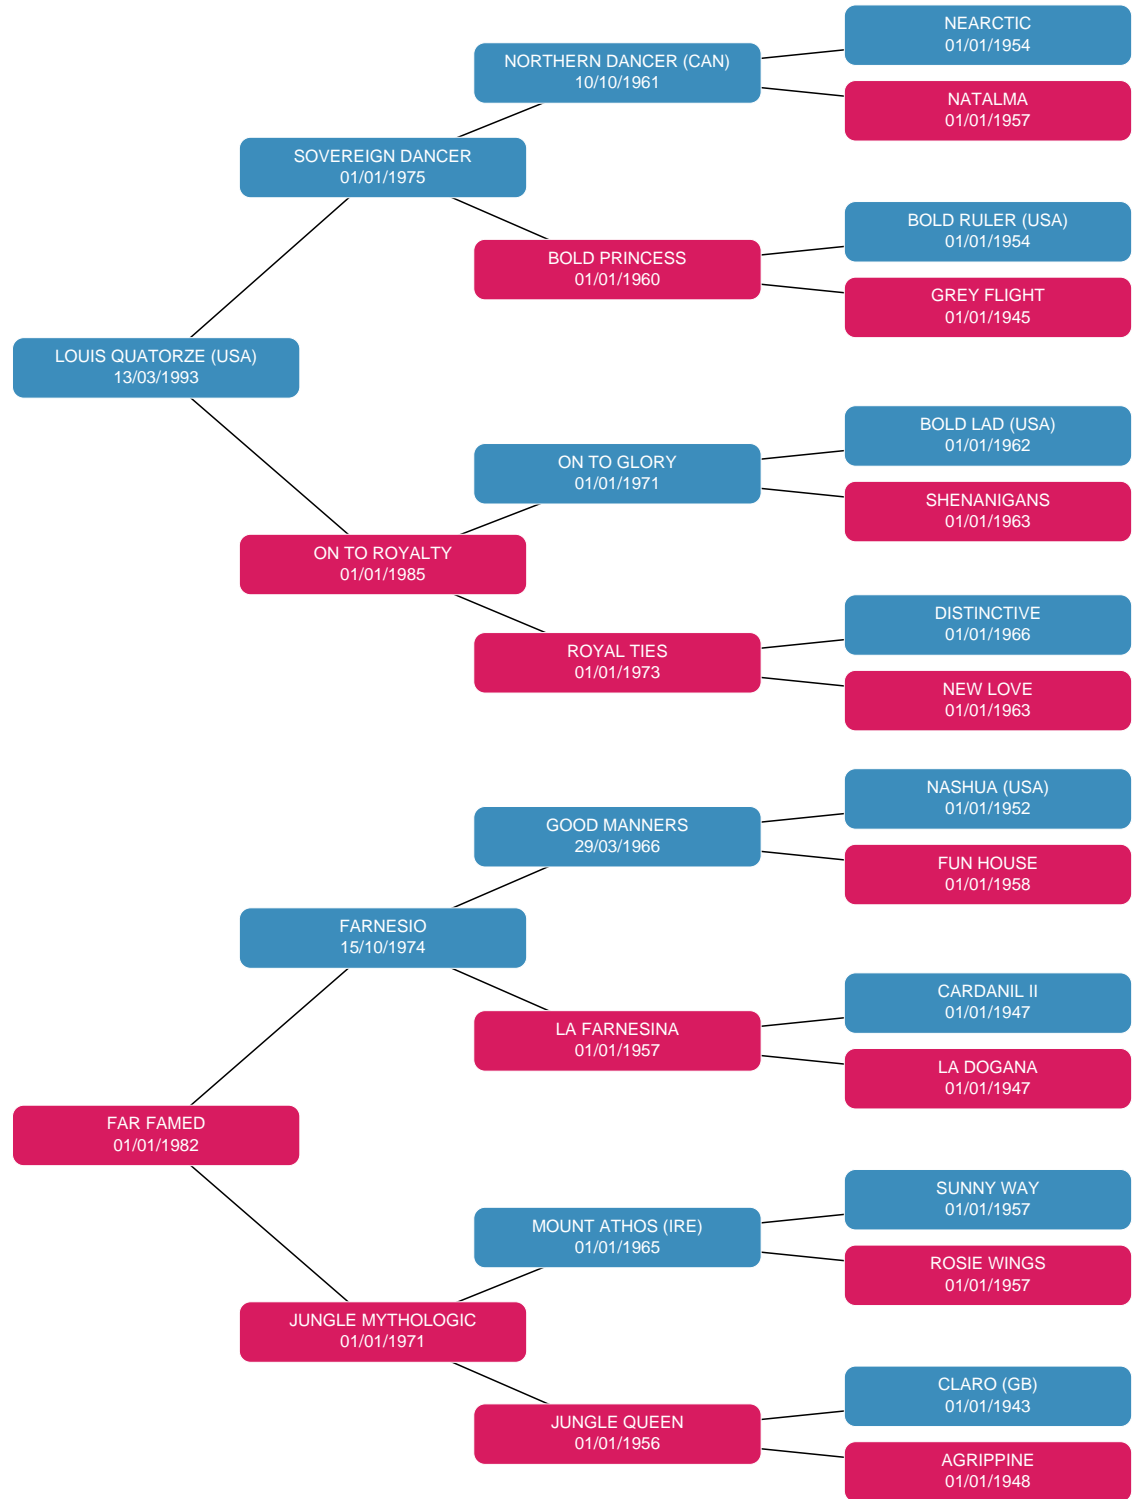 NEARCTIC
01/01/1954
NORTHERN DANCER (CAN)
10/10/1961
NATALMA
01/01/1957
SOVEREIGN DANCER
01/01/1975
BOLD RULER (USA)
01/01/1954
BOLD PRINCESS
01/01/1960
GREY FLIGHT
01/01/1945
LOUIS QUATORZE (USA)
13/03/1993
BOLD LAD (USA)
01/01/1962
ON TO GLORY
01/01/1971
SHENANIGANS
01/01/1963
ON TO ROYALTY
01/01/1985
DISTINCTIVE
01/01/1966
ROYAL TIES
01/01/1973
NEW LOVE
01/01/1963
NASHUA (USA)
01/01/1952
GOOD MANNERS
29/03/1966
FUN HOUSE
01/01/1958
FARNESIO
15/10/1974
CARDANIL II
01/01/1947
LA FARNESINA
01/01/1957
LA DOGANA
01/01/1947
FAR FAMED
01/01/1982
SUNNY WAY
01/01/1957
MOUNT ATHOS (IRE)
01/01/1965
ROSIE WINGS
01/01/1957
JUNGLE MYTHOLOGIC
01/01/1971
CLARO (GB)
01/01/1943
JUNGLE QUEEN
01/01/1956
AGRIPPINE
01/01/1948